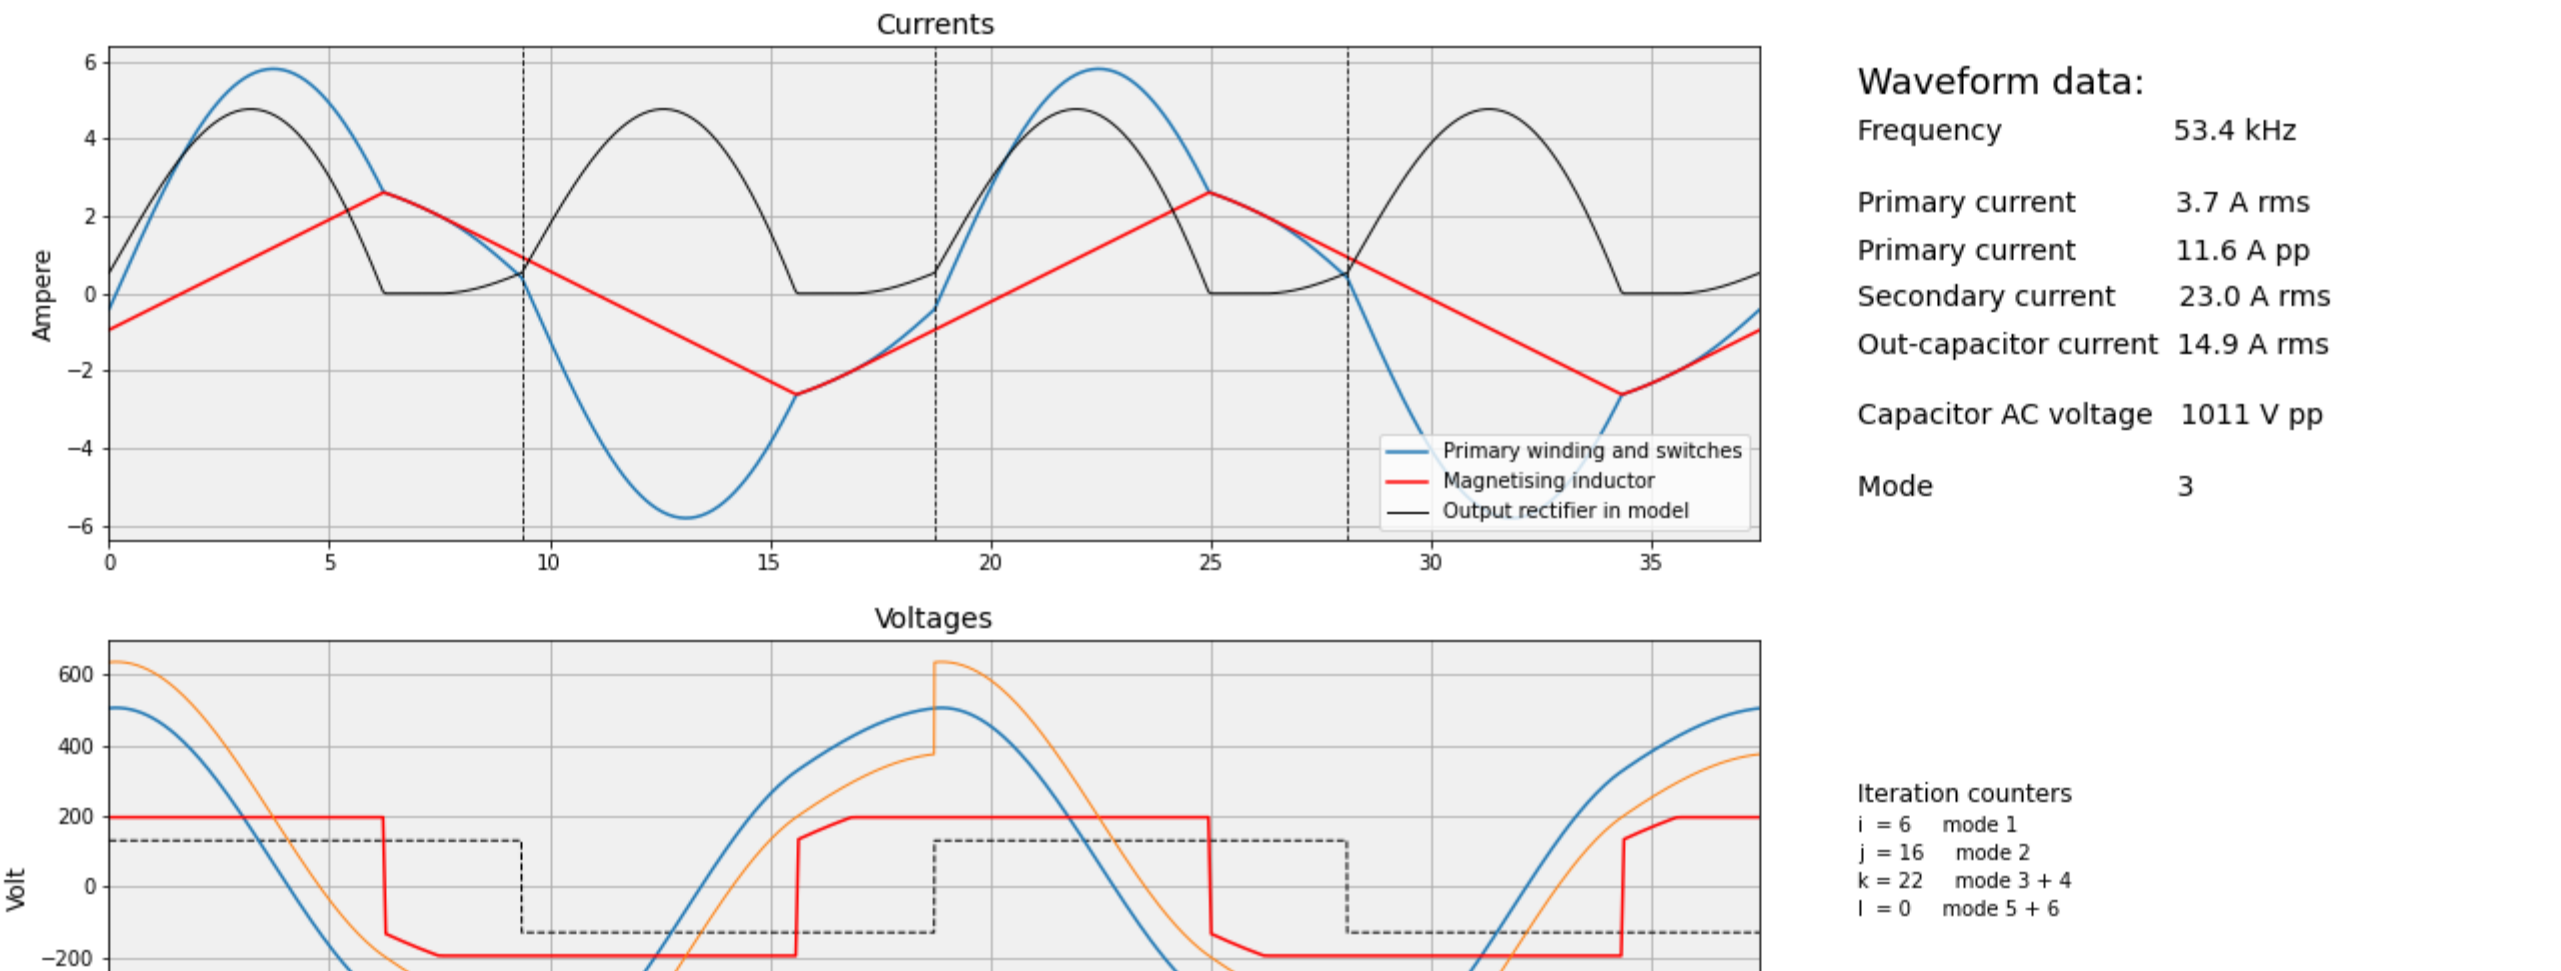 Currents
6
4
2
0
−2
−4
−6
Ampere
0 5 10 15 20 25 30 35
Primary winding and switches
Magnetising inductor
Output rectifier in model
Waveform data:
Frequency 53.4 kHz
Primary current 3.7 A rms
Primary current 11.6 A pp
Secondary current 23.0 A rms
Out-capacitor current 14.9 A rms
Capacitor AC voltage 1011 V pp
Mode 3
Voltages
600
400
200
0
−200
Volt
Iteration counters
i = 6 mode 1
j = 16 mode 2
k = 22 mode 3 + 4
l = 0 mode 5 + 6